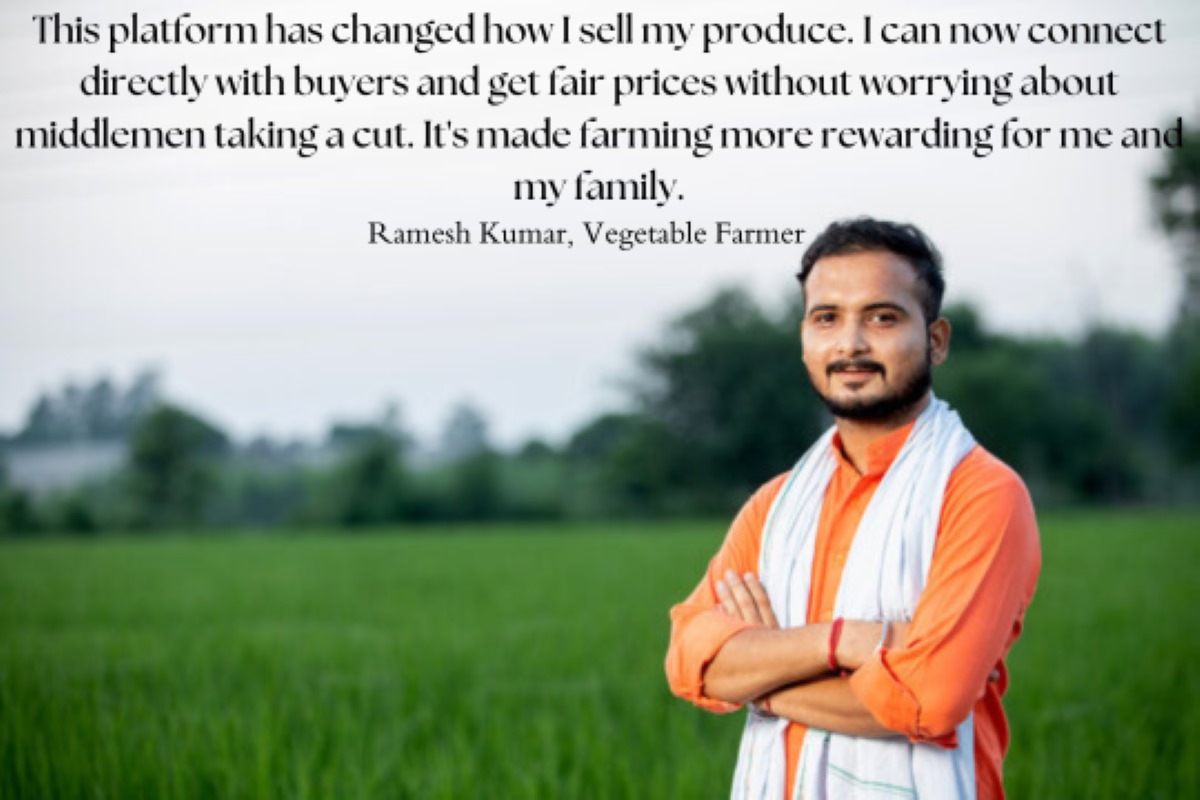 This platform has changed how I sell my produce. I can now connect
directly with buyers and get fair prices without worrying about
middlemen taking a cut. It's made farming more rewarding for me and
my family.
Ramesh Kumar, Vegetable Farmer